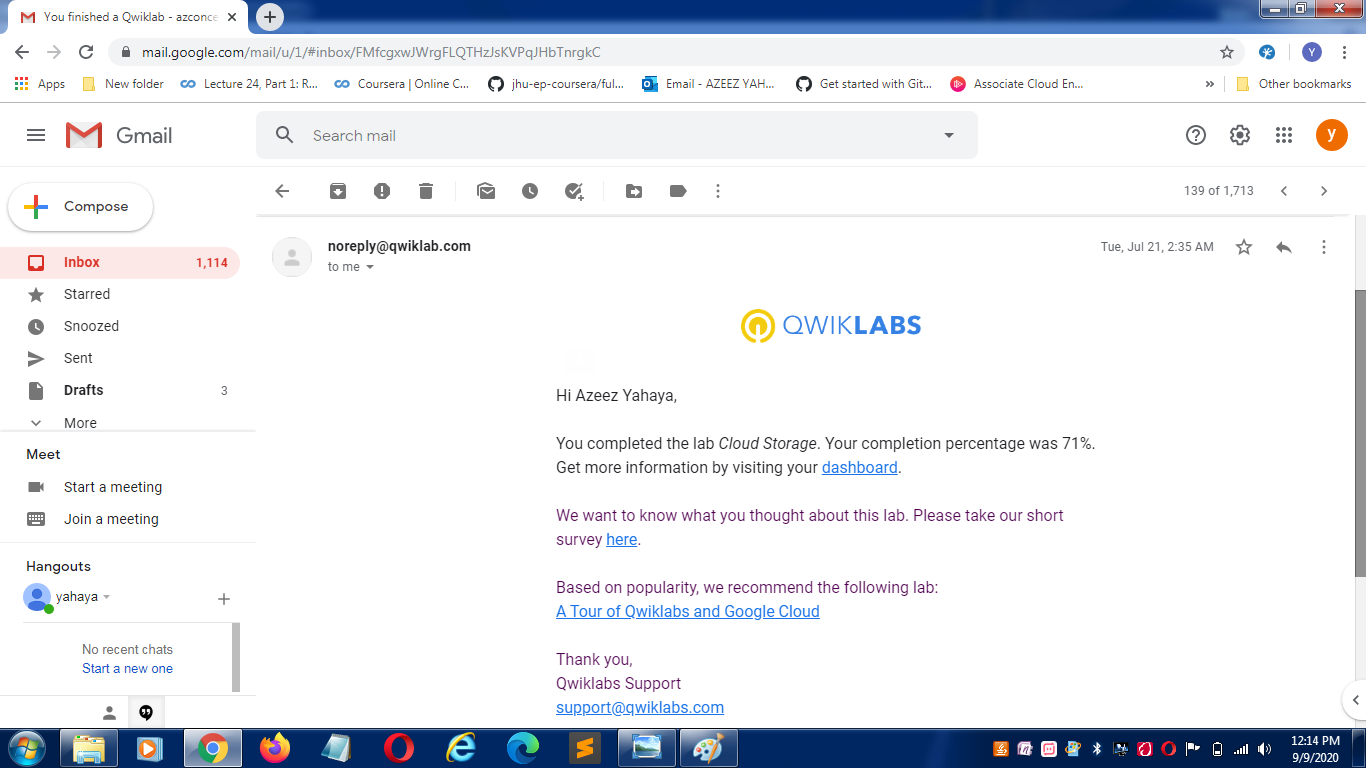 You finished a Qwiklab - azconce
mail.google.com/mail/u/1/#inbox/FMfcgxwJWrgFLQTHzJsKVPqJHbTnrgkC
Y
Apps
New folder
Lecture 24, Part 1: R...
Coursera | Online C...
jhu-ep-coursera/ful...
Email - AZEEZ YAH...
Get started with Git...
Associate Cloud En...
»
Other bookmarks
Gmail
Search mail
y
Compose
139 of 1,713
Inbox 1,114
Starred
Snoozed
Sent
Drafts 3
More
Meet
Start a meeting
Join a meeting
Hangouts
yahaya
No recent chats
Start a new one
noreply@qwiklab.com
Tue, Jul 21, 2:35 AM
to me
QWIKLABS
Hi Azeez Yahaya,
You completed the lab Cloud Storage. Your completion percentage was 71%.
Get more information by visiting your dashboard.
We want to know what you thought about this lab. Please take our short
survey here.
Based on popularity, we recommend the following lab:
A Tour of Qwiklabs and Google Cloud
Thank you,
Qwiklabs Support
support@qwiklabs.com
12:14 PM
9/9/2020